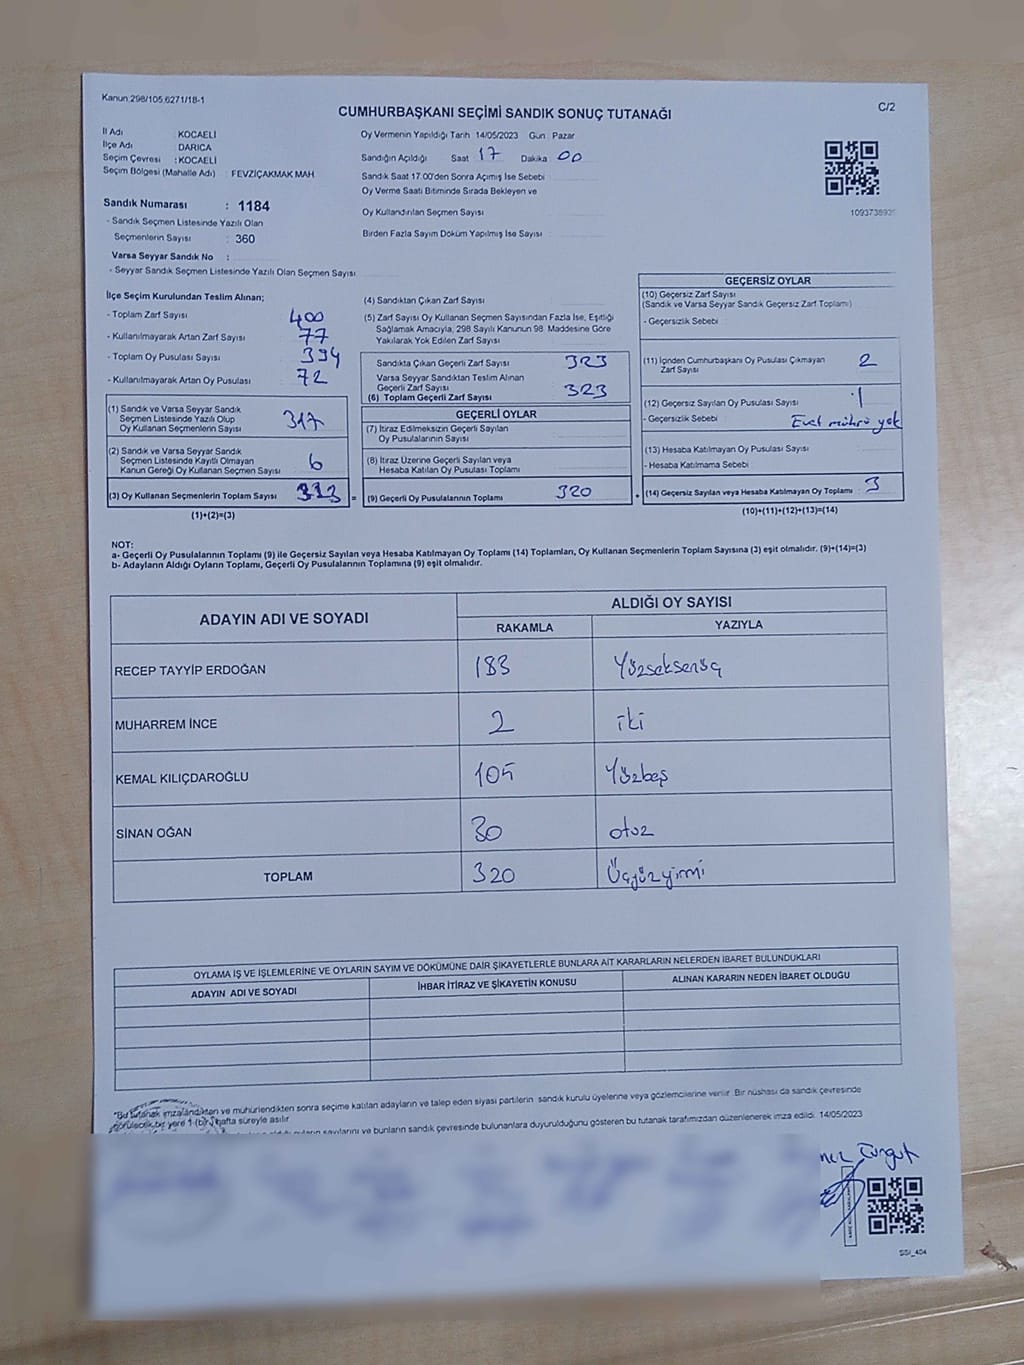 Kanun 298/105,6271/18-1
C/2
CUMHURBAŞKANI SEÇİMİ SANDIK SONUÇ TUTANAĞI
İl Adı : KOCAELİ
İlçe Adı : DARICA
Seçim Çevresi : KOCAELİ
Seçim Bölgesi (Mahalle Adı) : FEVZİÇAKMAK MAH
Sandık Numarası : 1184
- Sandık Seçmen Listesinde Yazılı Olan
Seçmenlerin Sayısı : 360
Varsa Seyyar Sandık No :
- Seyyar Sandık Seçmen Listesinde Yazılı Olan Seçmen Sayısı
Oy Vermenin Yapıldığı Tarih 14/05/2023 Gün : Pazar
Sandığın Açıldığı Saat 17 Dakika 00
Sandık Saat 17.00'den Sonra Açımış İse Sebebi
Oy Verme Saati Bitiminde Sırada Bekleyen ve
Oy Kullandırılan Seçmen Sayısı
Birden Fazla Sayım Döküm Yapılmış İse Sayısı
İlçe Seçim Kurulundan Teslim Alınan;
- Toplam Zarf Sayısı 400
- Kullanılmayarak Artan Zarf Sayısı 77
- Toplam Oy Pusulası Sayısı 394
- Kullanılmayarak Artan Oy Pusulası 72
(1) Sandık ve Varsa Seyyar Sandık
Seçmen Listesinde Yazılı Olup
Oy Kullanan Seçmenlerin Sayısı 317
(2) Sandık ve Varsa Seyyar Sandık
Seçmen Listesinde Kayıtlı Olmayan
Kanun Gereği Oy Kullanan Seçmen Sayısı 6
(3) Oy Kullanan Seçmenlerin Toplam Sayısı =
(1)+(2)=(3)
(4) Sandıktan Çıkan Zarf Sayısı
(5) Zarf Sayısı Oy Kullanan Seçmen Sayısından Fazla İse, Eşitliği
Sağlamak Amacıyla, 298 Sayılı Kanunun 98. Maddesine Göre
Yakılarak Yok Edilen Zarf Sayısı
Sandıkta Çıkan Geçerli Zarf Sayısı 323
Varsa Seyyar Sandıktan Teslim Alınan
Geçerli Zarf Sayısı
(6) Toplam Geçerli Zarf Sayısı 323
GEÇERLİ OYLAR
(7) İtiraz Edilmeksizin Geçerli Sayılan
Oy Pusulalarının Sayısı
(8) İtiraz Üzerine Geçerli Sayılan veya
Hesaba Katılan Oy Pusulası Toplamı
(9) Geçerli Oy Pusulalarının Toplamı 320 +
GEÇERSİZ OYLAR
(10) Geçersiz Zarf Sayısı
(Sandık ve Varsa Seyyar Sandık Geçersiz Zarf Toplamı)
- Geçersizlik Sebebi
(11) İçinden Cumhurbaşkanı Oy Pusulası Çıkmayan
Zarf Sayısı 2
(12) Geçersiz Sayılan Oy Pusulası Sayısı 1
- Geçersizlik Sebebi Evet mührü yok
(13) Hesaba Katılmayan Oy Pusulası Sayısı
- Hesaba Katılmama Sebebi
(14) Geçersiz Sayılan veya Hesaba Katılmayan Oy Toplamı 3
(10)+(11)+(12)+(13)=(14)
NOT:
a- Geçerli Oy Pusulalarının Toplamı (9) ile Geçersiz Sayılan veya Hesaba Katılmayan Oy Toplamı (14) Toplamları, Oy Kullanan Seçmenlerin Toplam Sayısına (3) eşit olmalıdır. (9)+(14)=(3)
b- Adayların Aldığı Oyların Toplamı, Geçerli Oy Pusulalarının Toplamına (9) eşit olmalıdır.
ADAYIN ADI VE SOYADI ALDIĞI OY SAYISI
RAKAMLA YAZIYLA
RECEP TAYYİP ERDOĞAN 183 Yüzseksenüç
MUHARREM İNCE 2 iki
KEMAL KILIÇDAROĞLU 105 Yüzbeş
SİNAN OĞAN 30 otuz
TOPLAM 320 Üçyüzyirmi
OYLAMA İŞ VE İŞLEMLERİNE VE OYLARIN SAYIM VE DÖKÜMÜNE DAİR ŞİKAYETLERLE BUNLARA AİT KARARLARIN NELERDEN İBARET BULUNDUKLARI
ADAYIN ADI VE SOYADI İHBAR İTİRAZ VE ŞİKAYETİN KONUSU ALINAN KARARIN NEDEN İBARET OLDUĞU
*Bu tutanak imzalandıktan ve mühürlendikten sonra seçime katılan adayların ve talep eden siyasi partilerin sandık kurulu üyelerine veya gözlemcilerine verilir. Bir nüshası da sandık çevresinde
görülecek bir yere 1 (bir) hafta süreyle asılır
sayılarını ve bunların sandık çevresinde bulunanlara duyurulduğunu gösteren bu tutanak tarafımızdan düzenlenerek imza edildi. 14/05/2023
Turgut
SSI_404